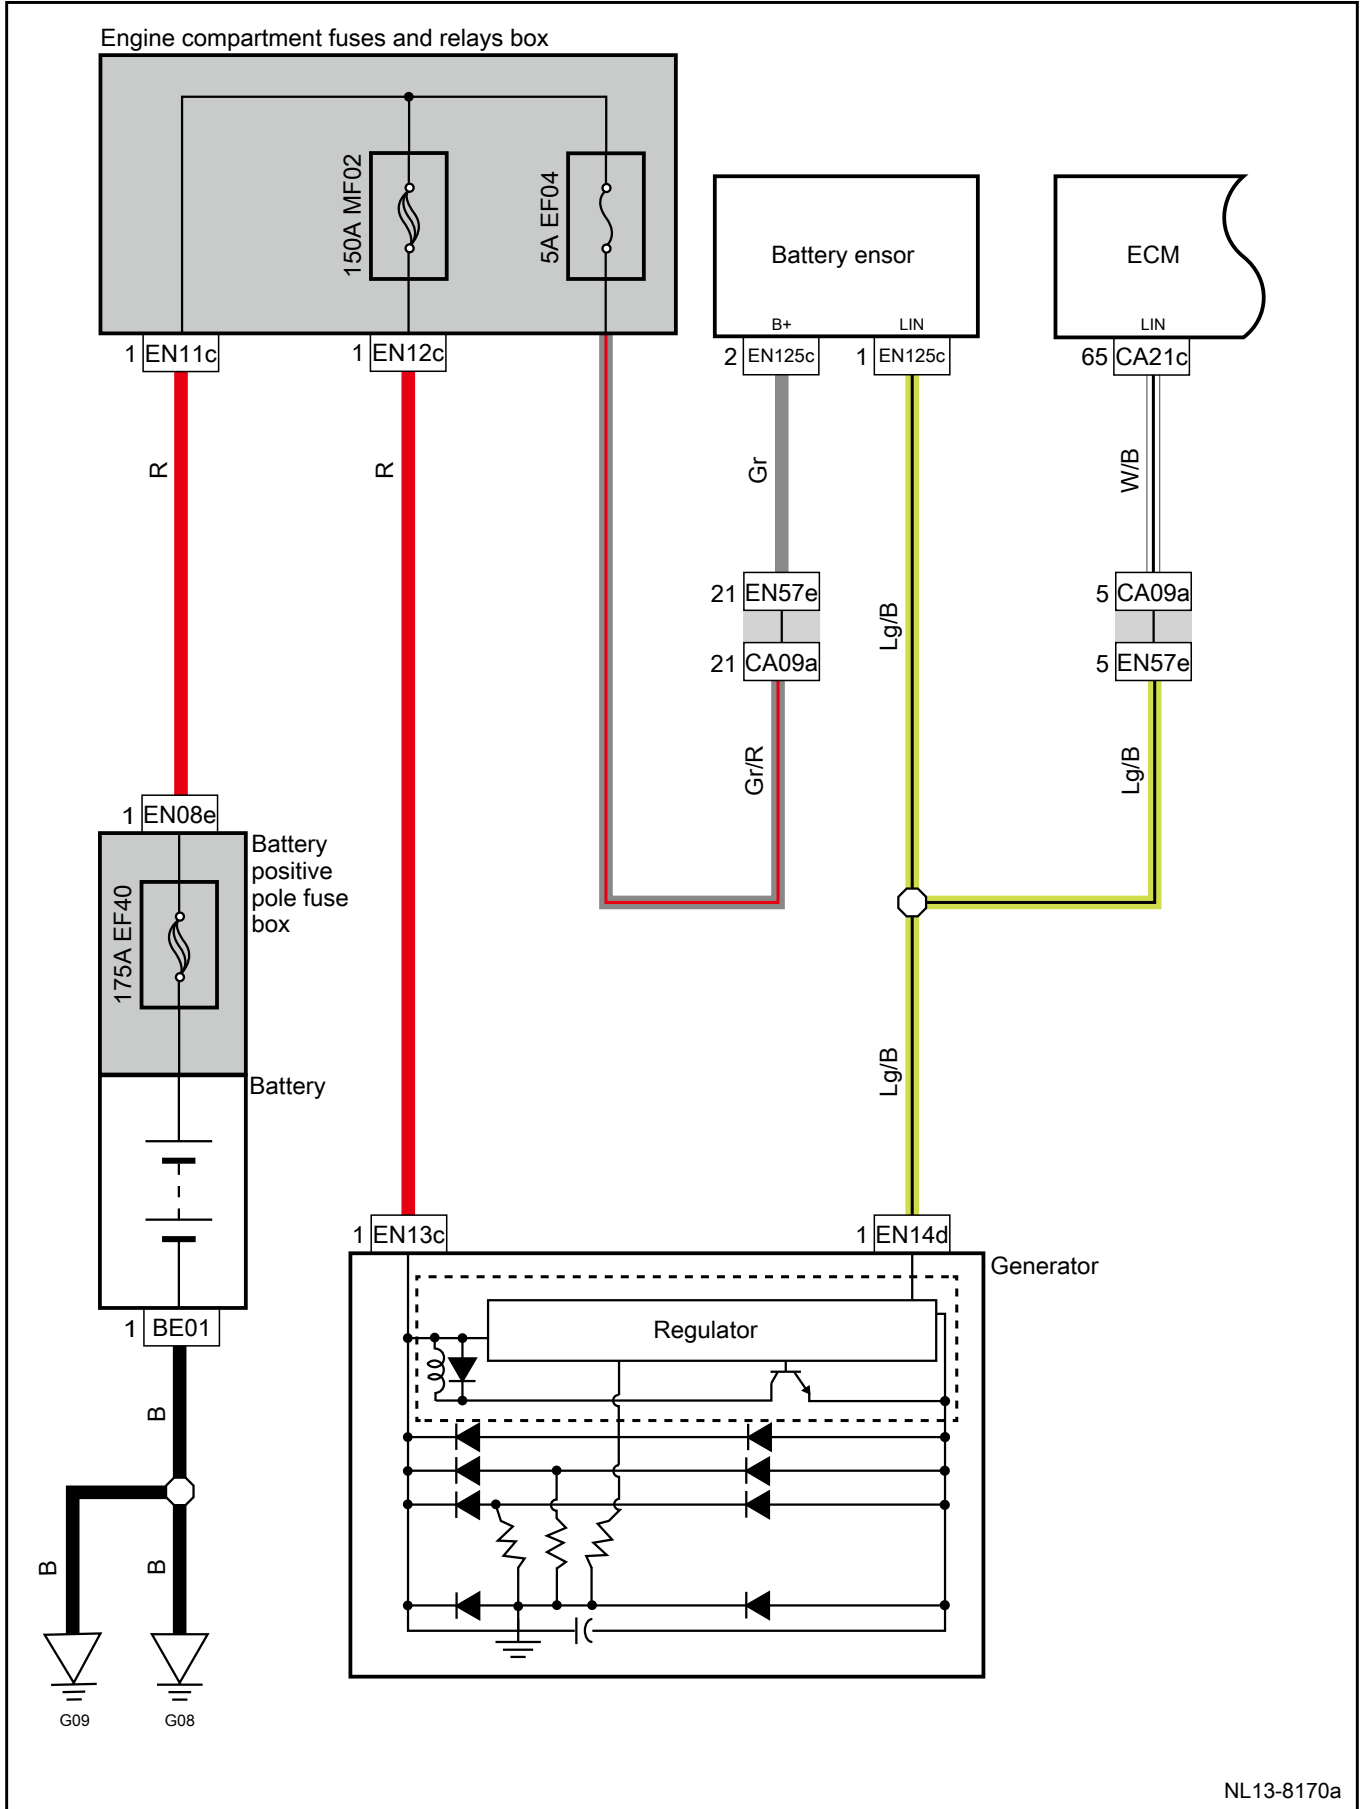 Engine compartment fuses and relays box
150A MF02
5A EF04
Battery ensor
B+
LIN
ECM
LIN
1 EN11c
1 EN12c
2 EN125c
1 EN125c
65 CA21c
R
R
Gr
W/B
21 EN57e
5 CA09a
Lg/B
21 CA09a
5 EN57e
Gr/R
Lg/B
1 EN08e
Battery
positive
pole fuse
box
175A EF40
Lg/B
Battery
1 EN13c
1 EN14d
Generator
Regulator
1 BE01
B
B
B
G09
G08
NL13-8170a